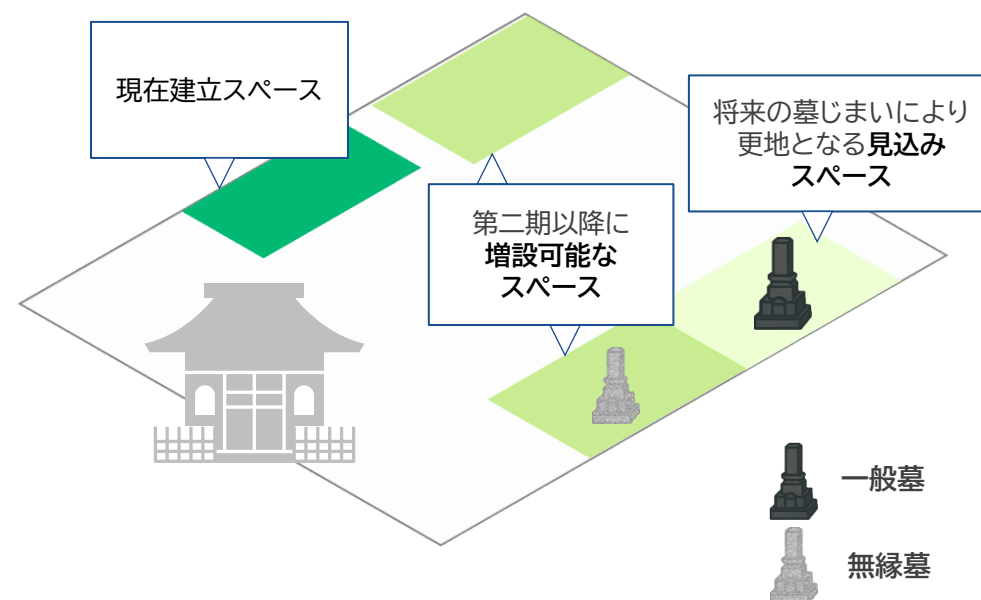 現在建立スペース
将来の墓じまいにより
更地となる見込み
スペース
第二期以降に
増設可能な
スペース
一般墓
無縁墓